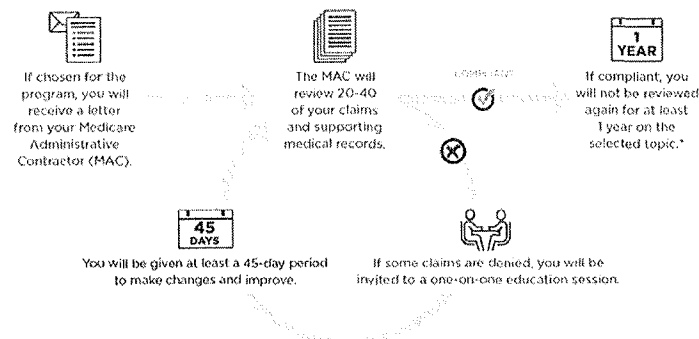 If chosen for the
program, you will
receive a letter
from your Medicare
Administrative
Contractor (MAC).
The MAC will
review 20-40
of your claims
and supporting
medical records.
COMPLIANT
1
YEAR
If compliant, you
will not be reviewed
again for at least
1 year on the
selected topic.*
45
DAYS
You will be given at least a 45-day period
to make changes and improve.
If some claims are denied, you will be
invited to a one-on-one education session.